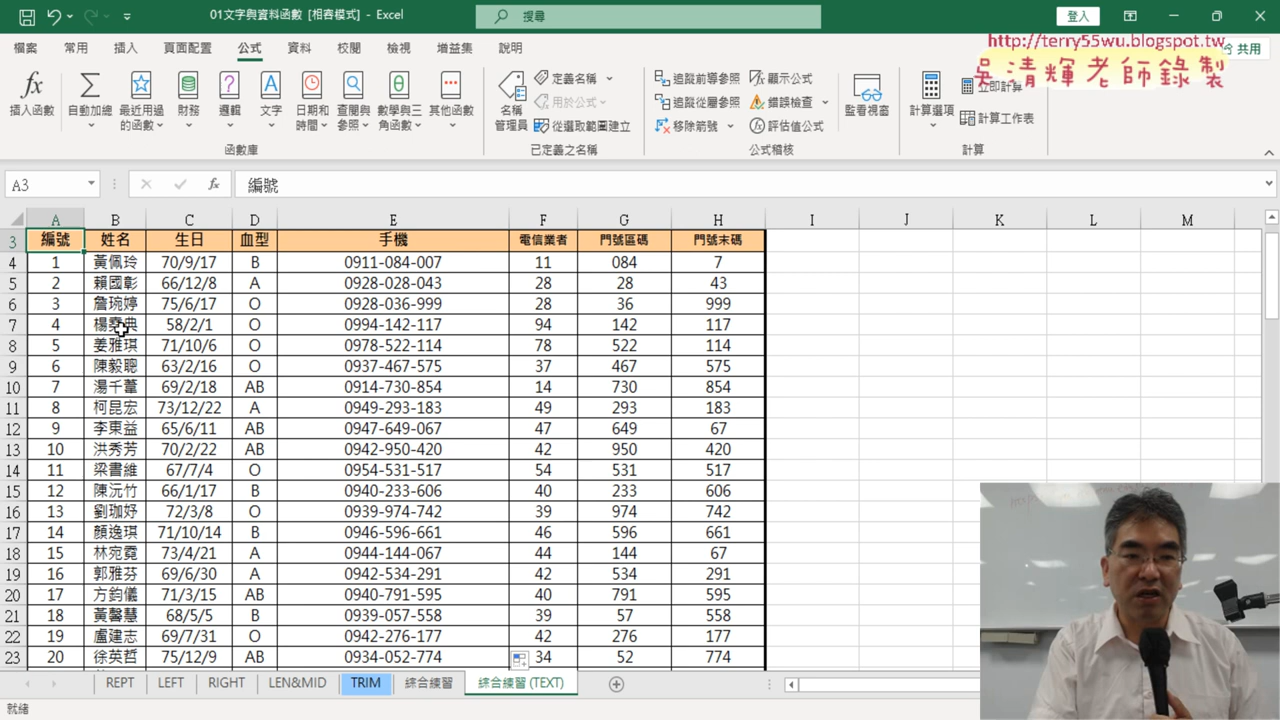 01文字與資料函數 [相容模式] - Excel
搜尋
登入
檔案 常用 插入 頁面配置 公式 資料 校閱 檢視 增益集 說明
共用
http://terry55wu.blogspot.tw
吳清輝老師錄製
插入函數
自動加總
最近用過的函數
財務
邏輯
文字
日期和時間
查閱與參照
數學與三角函數
其他函數
函數庫
名稱管理員
定義名稱
用於公式
從選取範圍建立
已定義之名稱
追蹤前導參照
追蹤從屬參照
移除箭號
顯示公式
錯誤檢查
評估值公式
公式稽核
監看視窗
計算選項
立即計算
計算工作表
計算
A3
fx
編號
A B C D E F G H I J K L M
3 編號 姓名 生日 血型 手機 電信業者 門號區碼 門號末碼
4 1 黃佩玲 70/9/17 B 0911-084-007 11 084 7
5 2 賴國彰 66/12/8 A 0928-028-043 28 28 43
6 3 詹琬婷 75/6/17 O 0928-036-999 28 36 999
7 4 楊典 58/2/1 O 0994-142-117 94 142 117
8 5 姜雅琪 71/10/6 O 0978-522-114 78 522 114
9 6 陳毅聰 63/2/16 O 0937-467-575 37 467 575
10 7 湯千葦 69/2/18 AB 0914-730-854 14 730 854
11 8 柯昆宏 73/12/22 A 0949-293-183 49 293 183
12 9 李東益 65/6/11 AB 0947-649-067 47 649 67
13 10 洪秀芳 70/2/22 AB 0942-950-420 42 950 420
14 11 梁書維 67/7/4 O 0954-531-517 54 531 517
15 12 陳沅竹 66/1/17 B 0940-233-606 40 233 606
16 13 劉珈妤 72/3/8 O 0939-974-742 39 974 742
17 14 顏逸琪 71/10/14 B 0946-596-661 46 596 661
18 15 林宛霓 73/4/21 A 0944-144-067 44 144 67
19 16 郭雅芬 69/6/30 A 0942-534-291 42 534 291
20 17 方鈞儀 71/3/15 AB 0940-791-595 40 791 595
21 18 黃馨慧 68/5/5 B 0939-057-558 39 57 558
22 19 盧建志 69/7/31 O 0942-276-177 42 276 177
23 20 徐英哲 75/12/9 AB 0934-052-774 34 52 774
REPT LEFT RIGHT LEN&MID TRIM 綜合練習 綜合練習 (TEXT)
就緒